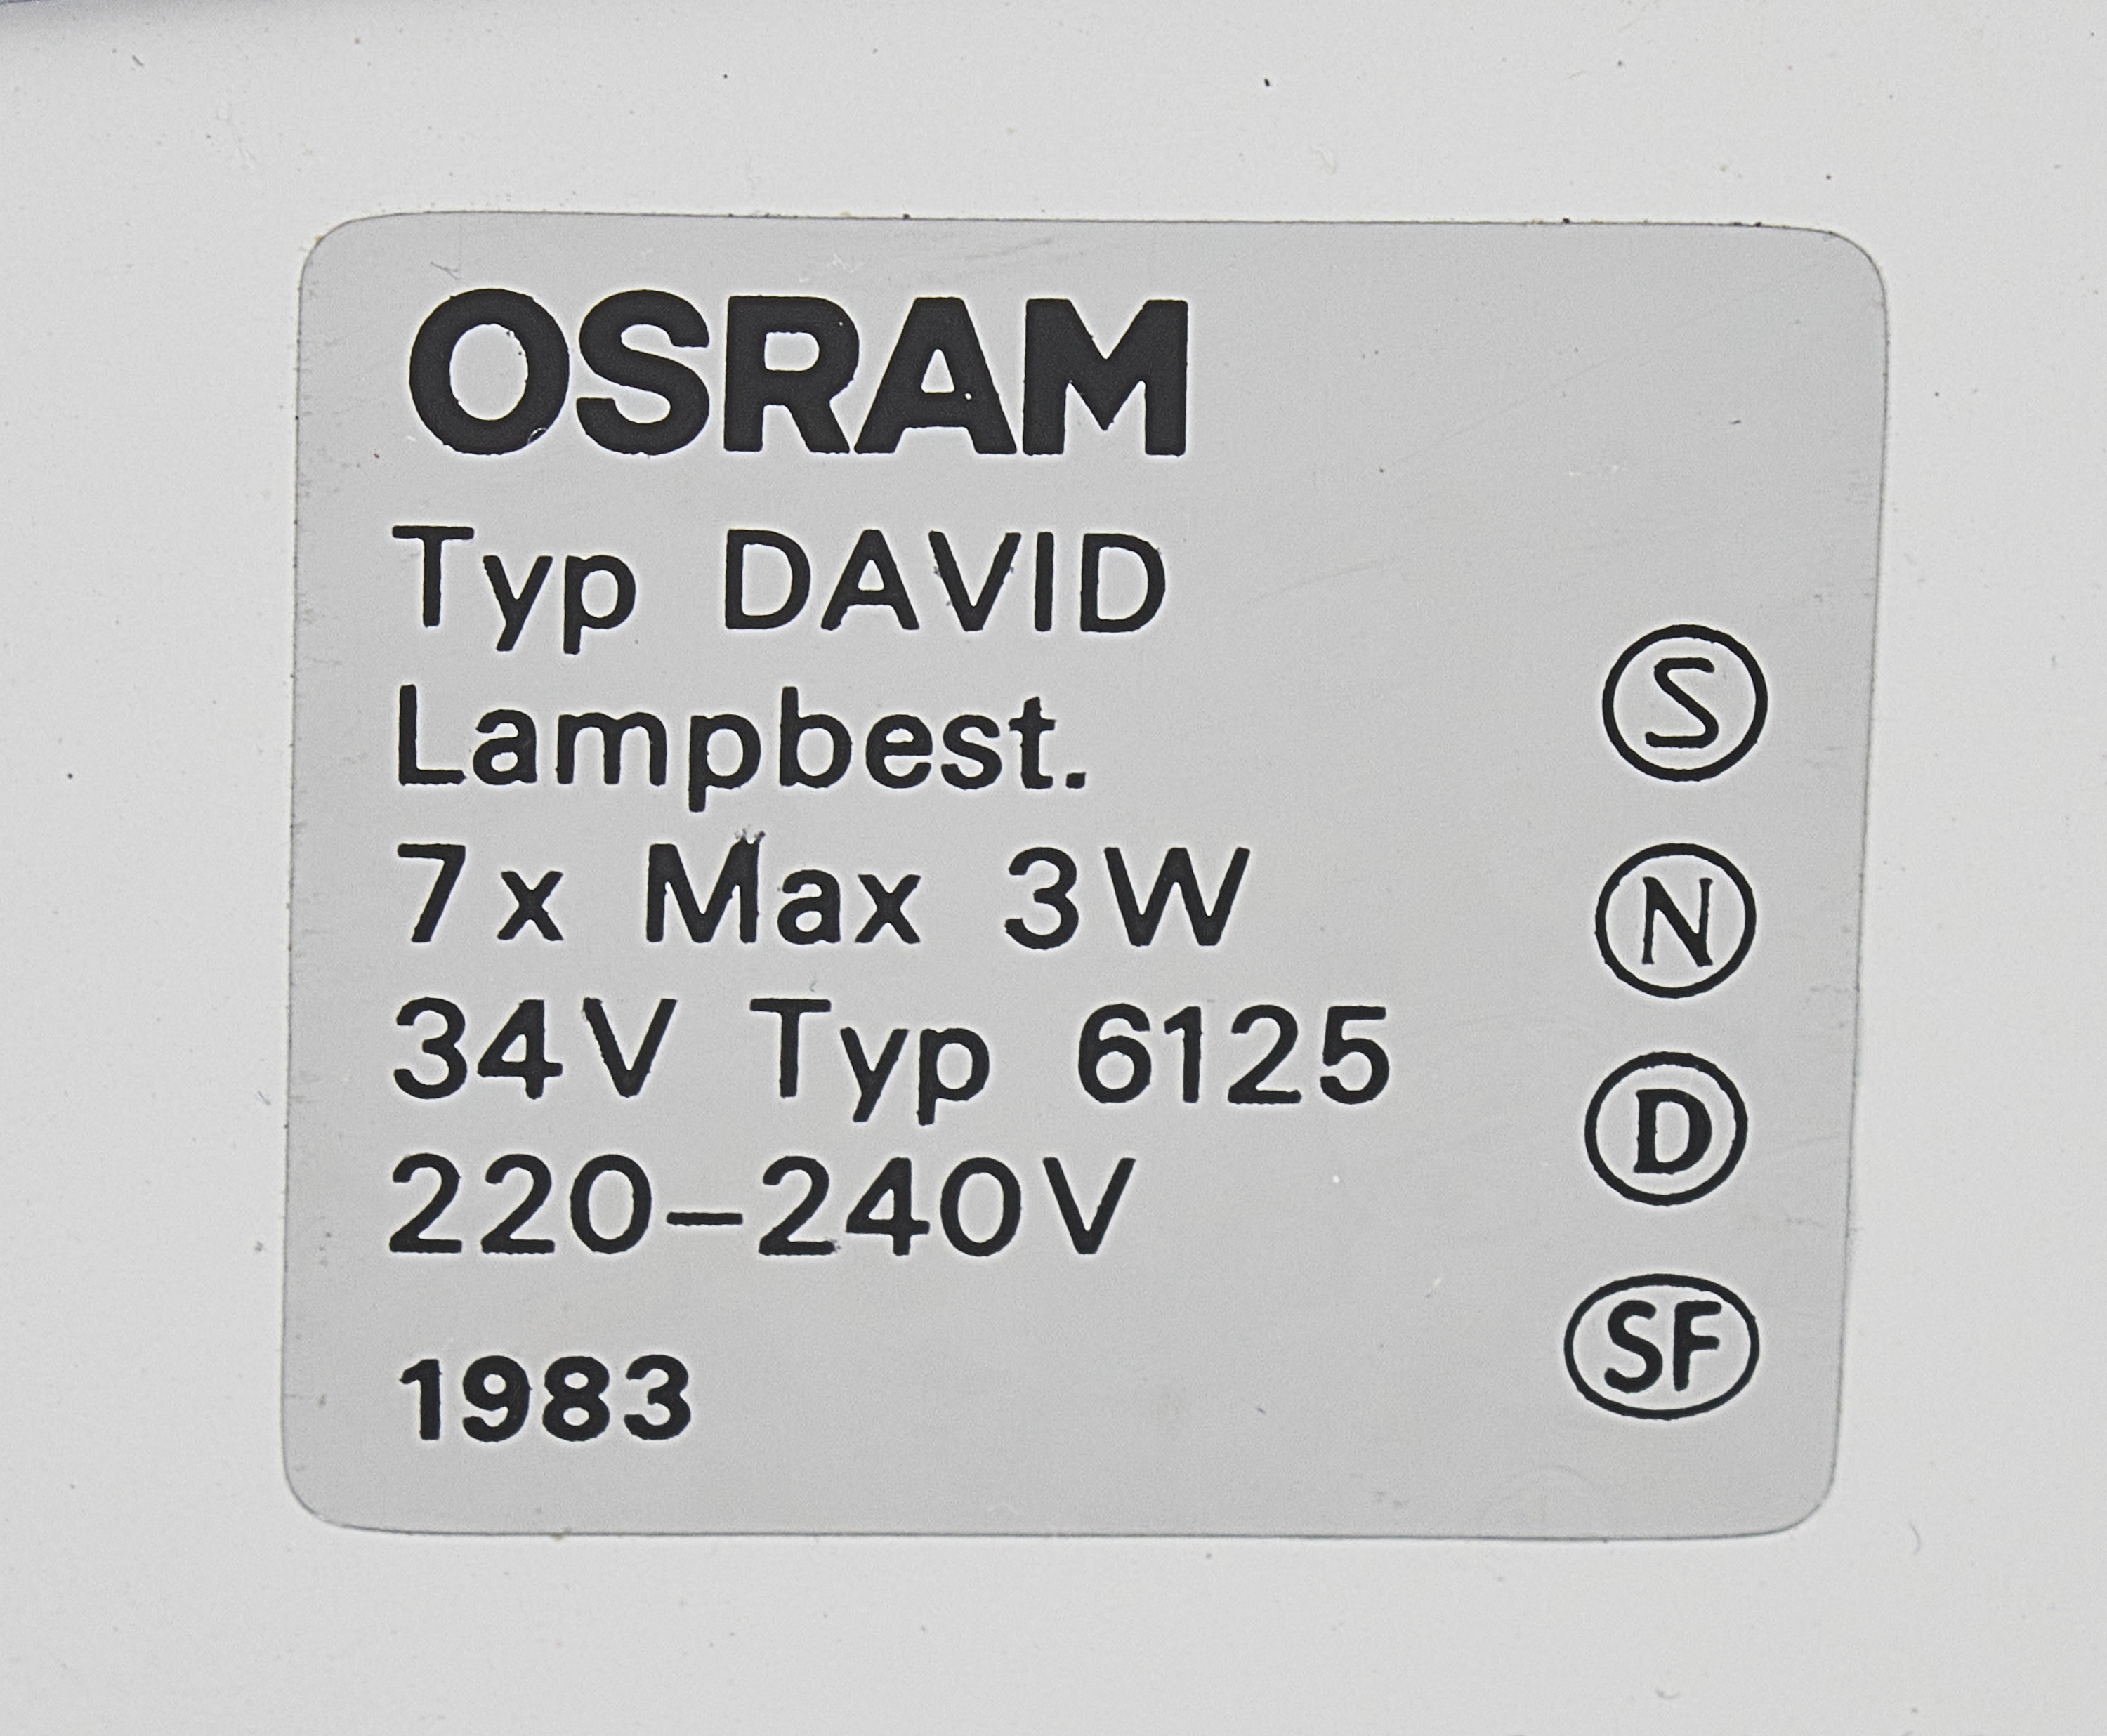 OSRAM
Typ DAVID
Lampbest.
7x Max 3W
34V Typ 6125
220–240V
1983
S
N
D
SF